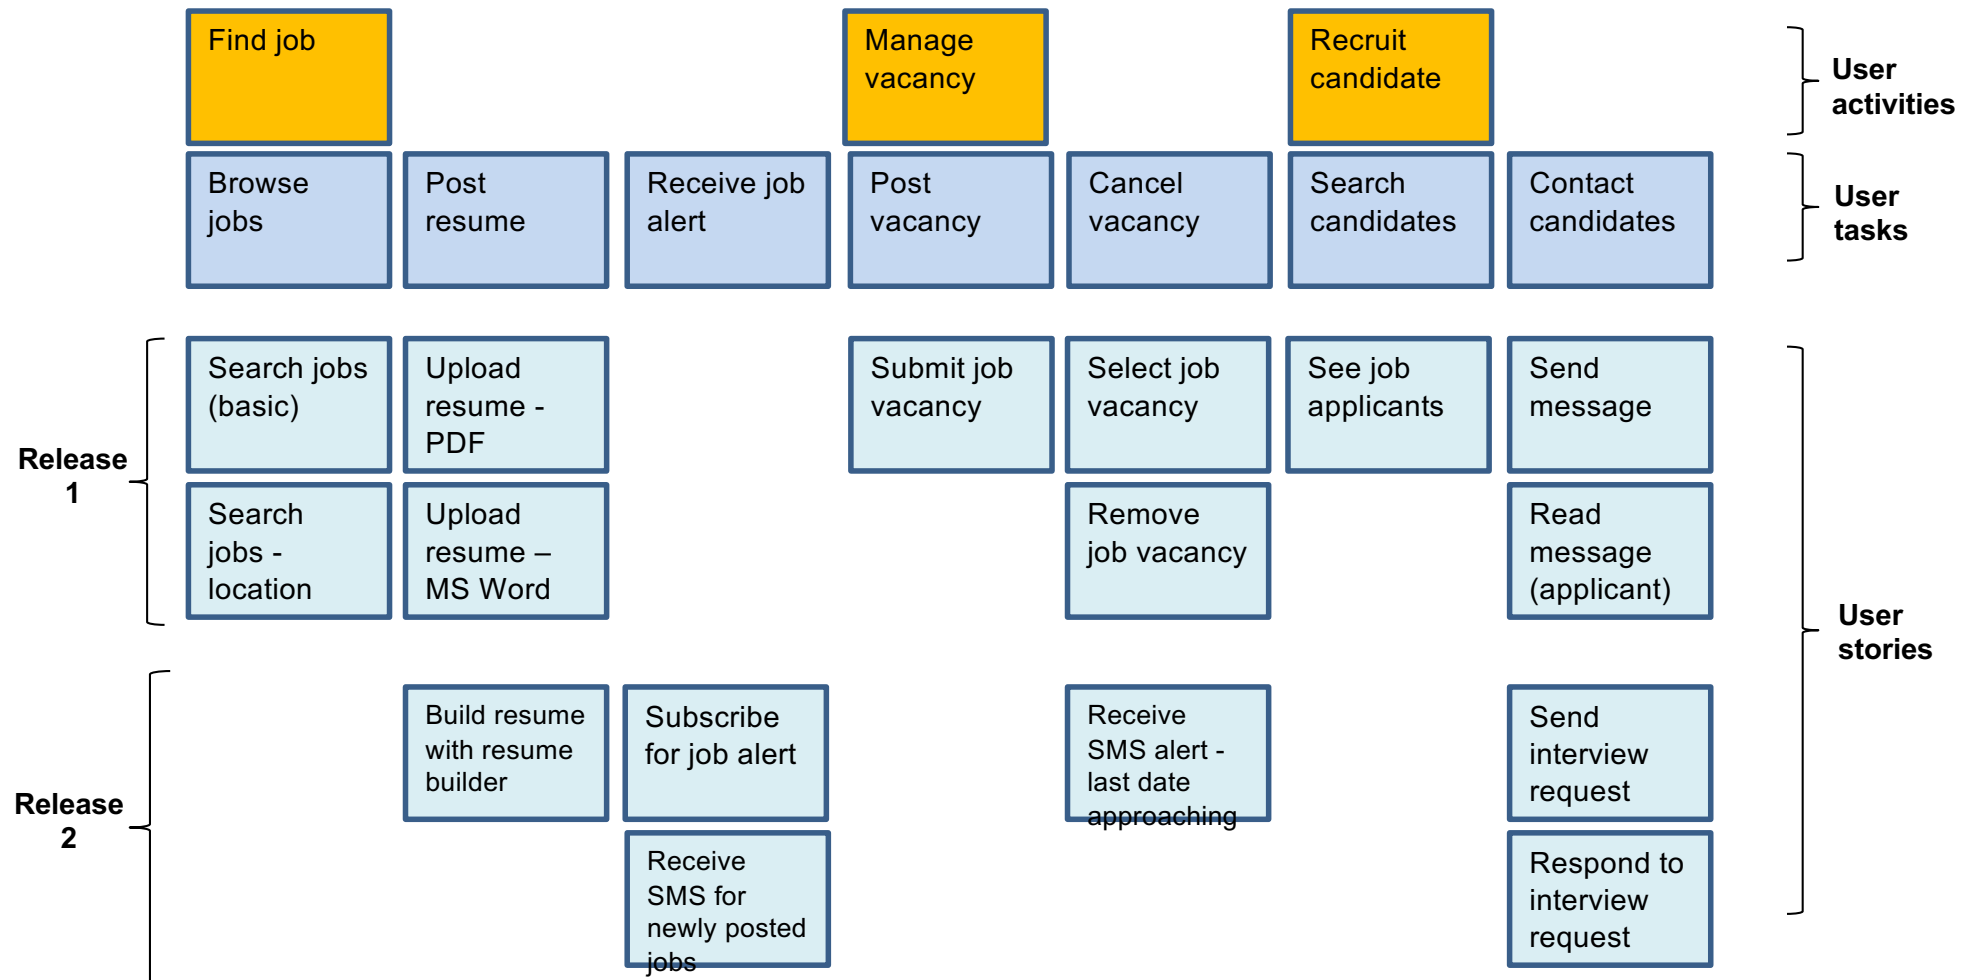 Find job
Manage
vacancy
Recruit
candidate
User
activities
Browse
jobs
Post
resume
Receive job
alert
Post
vacancy
Cancel
vacancy
Search
candidates
Contact
candidates
User
tasks
Release
1
Search jobs
(basic)
Upload
resume -
PDF
Submit job
vacancy
Select job
vacancy
See job
applicants
Send
message
Search
jobs -
location
Upload
resume –
MS Word
Remove
job vacancy
Read
message
(applicant)
User
stories
Release
2
Build resume
with resume
builder
Subscribe
for job alert
Receive
SMS alert -
last date
approaching
Send
interview
request
Receive
SMS for
newly posted
jobs
Respond to
interview
request